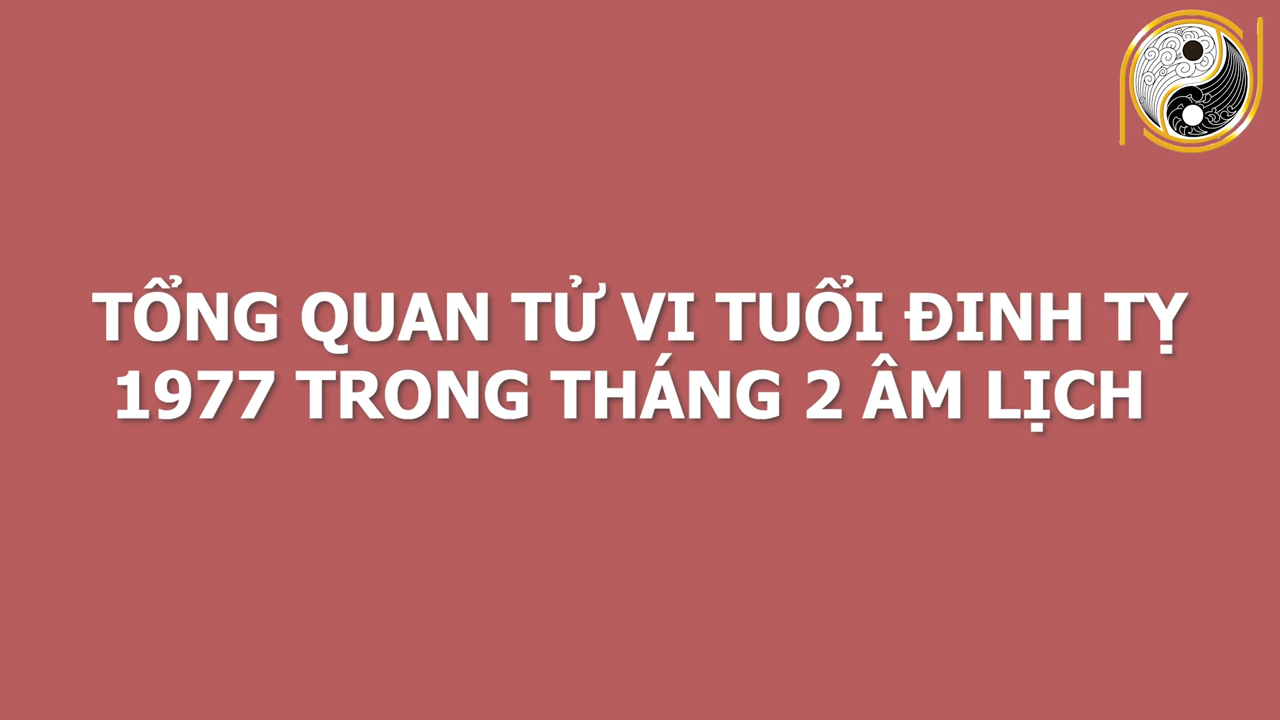 TỔNG QUAN TỬ VI TUỔI ĐINH TỴ
1977 TRONG THÁNG 2 ÂM LỊCH